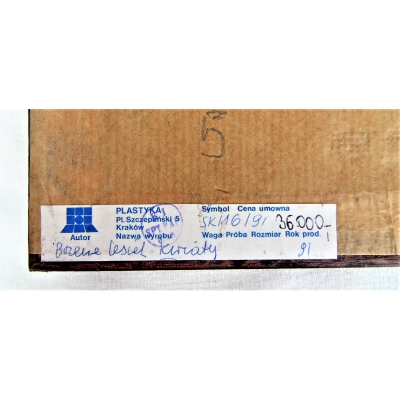 5
PLASTYKA
Symbol Cena umowna
Pl. Szczepański 5
Kraków
SKM6/91 36000,-
Autor
Nazwa wyrobu
Waga Próba Rozmiar Rok prod.
Bożena Kwiaty
91